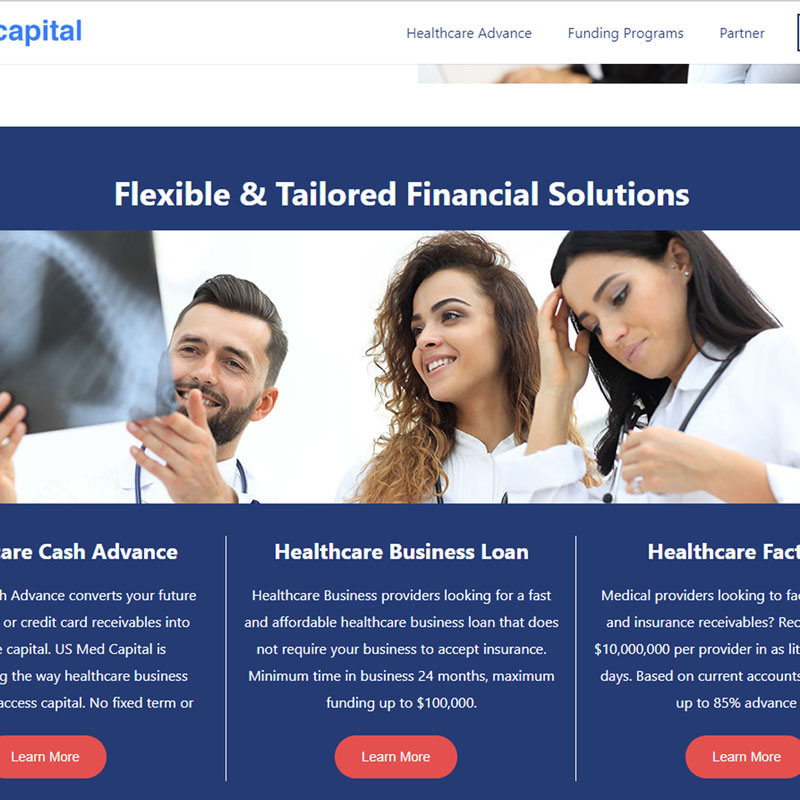 capital
Healthcare Advance Funding Programs Partner
Flexible & Tailored Financial Solutions
Cash Advance
Advance converts your future
or credit card receivables into
capital. US Med Capital is
the way healthcare business
access capital. No fixed term or
Learn More
Healthcare Business Loan
Healthcare Business providers looking for a fast
and affordable healthcare business loan that does
not require your business to accept insurance.
Minimum time in business 24 months, maximum
funding up to $100,000.
Learn More
Healthcare
Medical providers looking to
and insurance receivables?
$10,000,000 per provider in as
days. Based on current accounts
up to 85% advance
Learn More